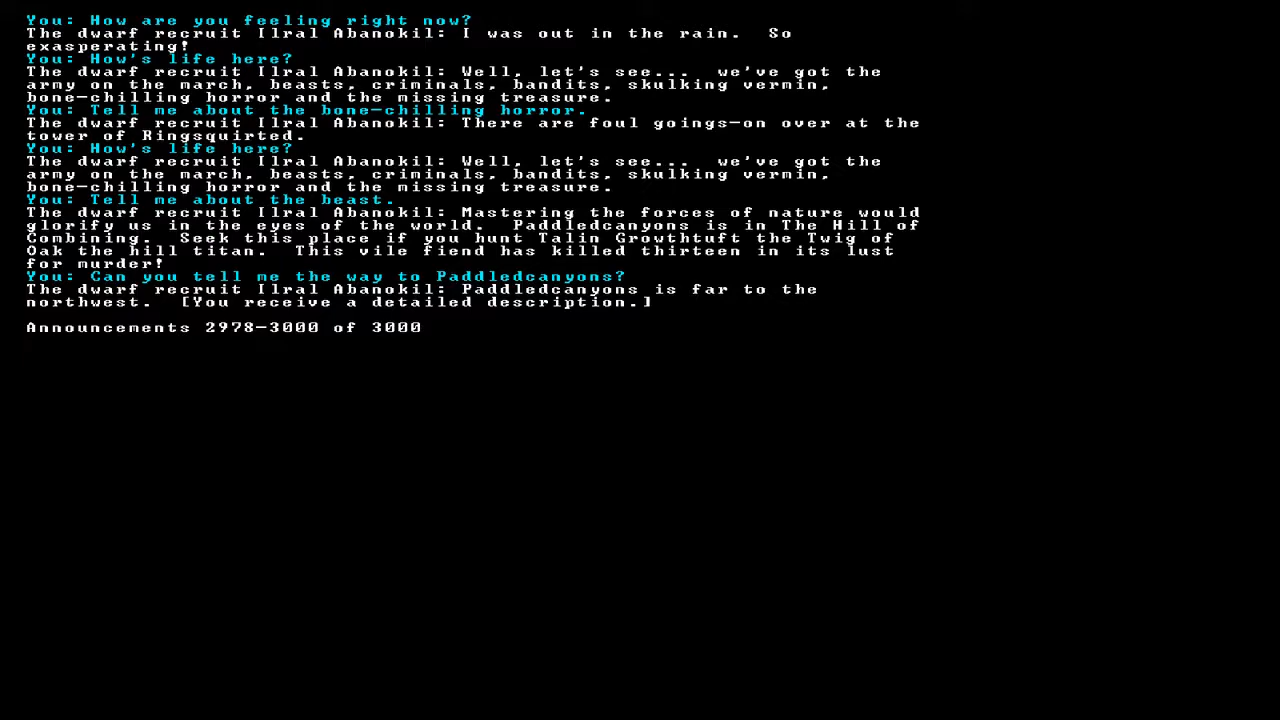 You: How are you feeling right now?
The dwarf recruit Ilral Abanokil: I was out in the rain.  So
exasperating!
You: How's life here?
The dwarf recruit Ilral Abanokil: Well, let's see...  we've got the
army on the march, beasts, criminals, bandits, skulking vermin,
bone-chilling horror and the missing treasure.
You: Tell me about the bone-chilling horror.
The dwarf recruit Ilral Abanokil: There are foul goings-on over at the
tower of Ringsquirted.
You: How's life here?
The dwarf recruit Ilral Abanokil: Well, let's see...  we've got the
army on the march, beasts, criminals, bandits, skulking vermin,
bone-chilling horror and the missing treasure.
You: Tell me about the beast.
The dwarf recruit Ilral Abanokil: Mastering the forces of nature would
glorify us in the eyes of the world.  Paddledcanyons is in The Hill of
Combining.  Seek this place if you hunt Talin Growthtuft the Twig of
Oak the hill titan.  This vile fiend has killed thirteen in its lust
for murder!
You: Can you tell me the way to Paddledcanyons?
The dwarf recruit Ilral Abanokil: Paddledcanyons is far to the
northwest.  [You receive a detailed description.]
Announcements 2978-3000 of 3000